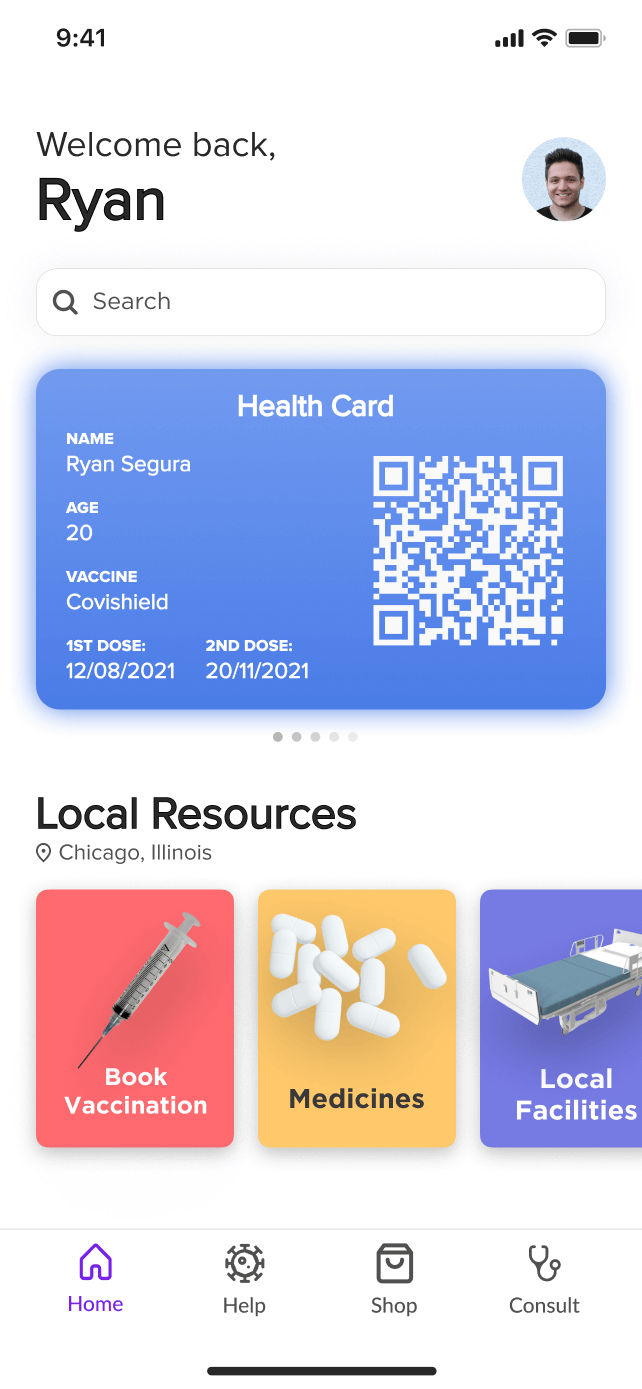 9:41
Welcome back,
Ryan
Search
Health Card
NAME
Ryan Segura
AGE
20
VACCINE
Covishield
1ST DOSE: 2ND DOSE:
12/08/2021 20/11/2021
Local Resources
Chicago, Illinois
Book
Vaccination
Medicines
Local
Facilities
Home Help Shop Consult